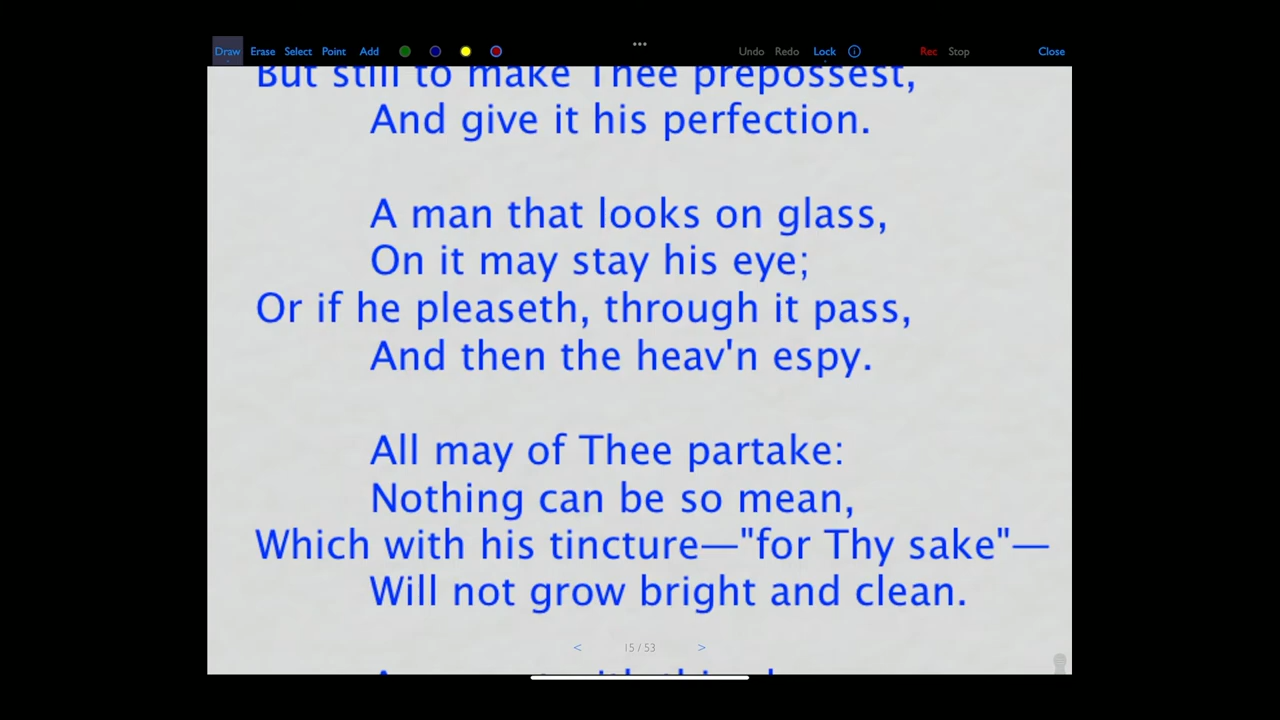 •••
Draw Erase Select Point Add Undo Redo Lock Rec Stop Close
But still to make Thee prepossest,
And give it his perfection.
A man that looks on glass,
On it may stay his eye;
Or if he pleaseth, through it pass,
And then the heav'n espy.
All may of Thee partake:
Nothing can be so mean,
Which with his tincture—"for Thy sake"—
Will not grow bright and clean.
< 15 / 53 >